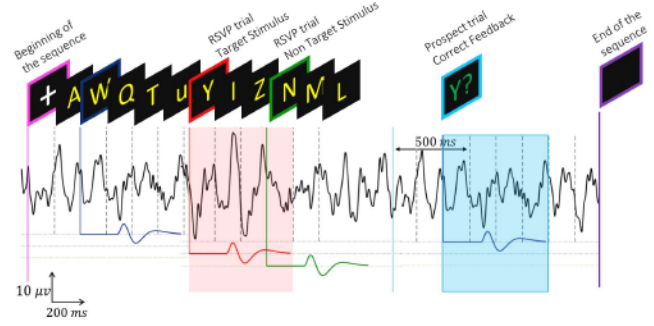 Beginning of
the sequence
RSVP trial
Target Stimulus
RSVP trial
Non Target Stimulus
Prospect trial
Correct Feedback
End of the
sequence
+ A W Q T U Y I Z N M L
Y?
500 ms
10 μv
200 ms